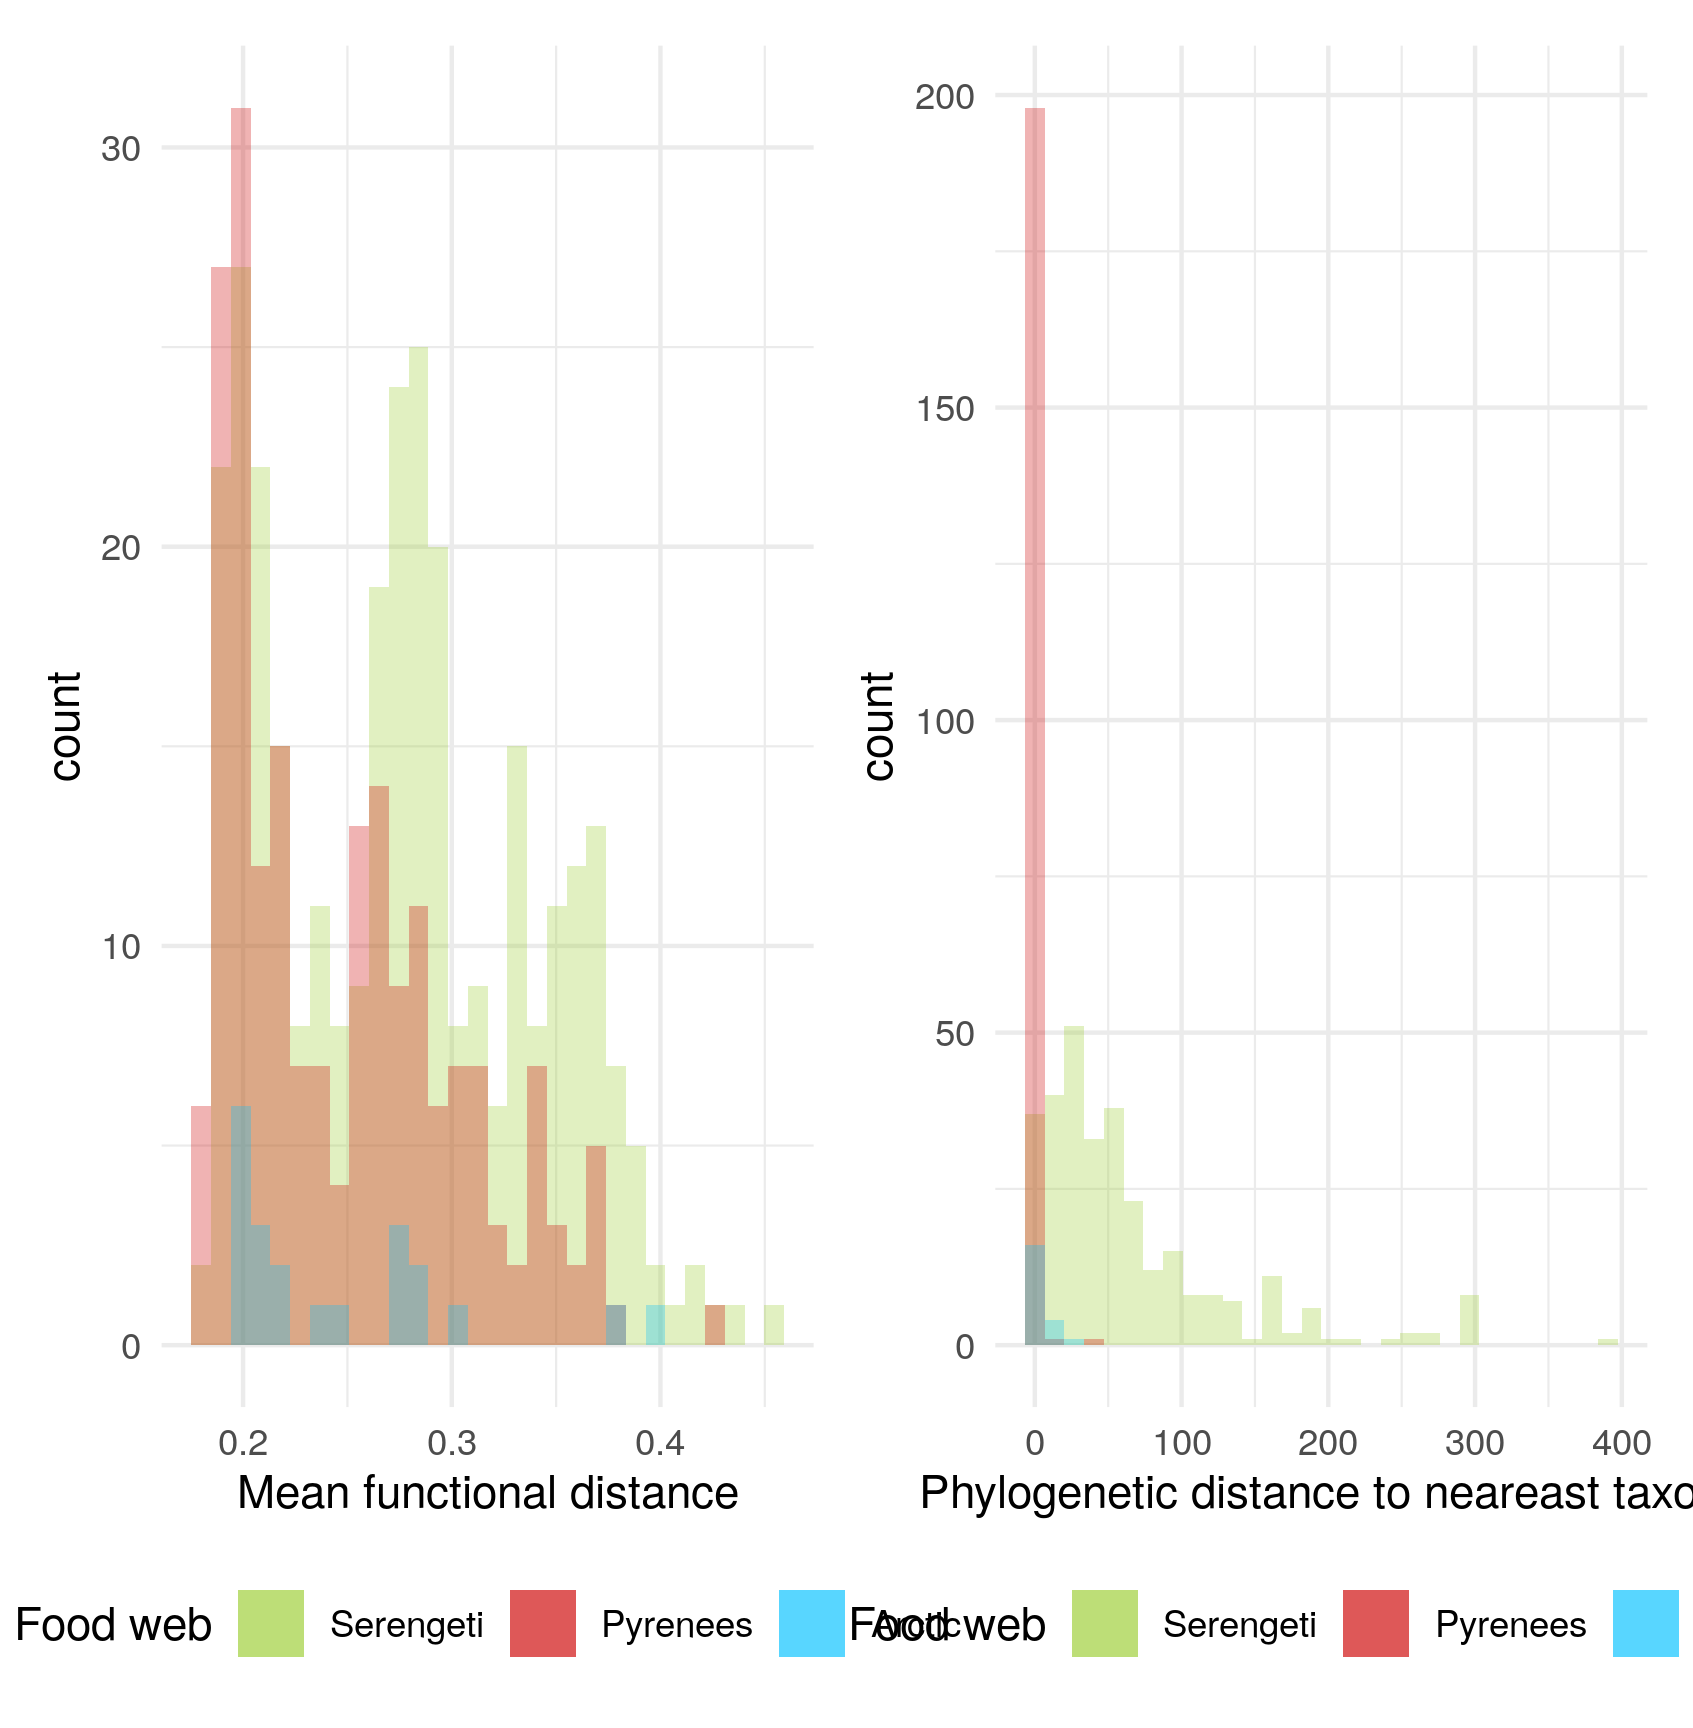 count
30
20
10
0
0.2 0.3 0.4
Mean functional distance
Food web Serengeti Pyrenees Arctic
count
200
150
100
50
0
0 100 200 300 400
Phylogenetic distance to neareast taxo
Food web Serengeti Pyrenees